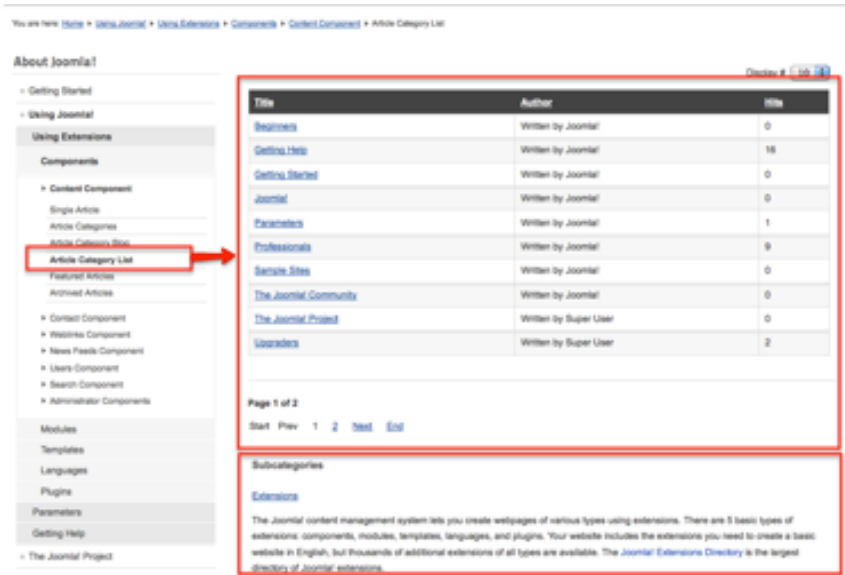 You are here: Home Using Joomla! Using Extensions Components Content Component Article Category List
About Joomla!
Display # 10
Getting Started
Using Joomla!
Using Extensions
Components
Content Component
Single Article
Article Categories
Article Category Blog
Article Category List
Featured Articles
Archived Articles
Contact Component
Weblinks Component
News Feeds Component
Users Component
Search Component
Administrator Components
Modules
Templates
Languages
Plugins
Parameters
Getting Help
The Joomla! Project
Title Author Hits
Beginners Written by Joomla! 0
Getting Help Written by Joomla! 16
Getting Started Written by Joomla! 0
Joomla! Written by Joomla! 0
Parameters Written by Joomla! 1
Professionals Written by Joomla! 9
Sample Sites Written by Joomla! 0
The Joomla! Community Written by Joomla! 0
The Joomla! Project Written by Super User 0
Upgraders Written by Super User 2
Page 1 of 2
Start Prev 1 2 Next End
Subcategories
Extensions
The Joomla! content management system lets you create webpages of various types using extensions. There are 5 basic types of
extensions: components, modules, templates, languages, and plugins. Your website includes the extensions you need to create a basic
website in English, but thousands of additional extensions of all types are available. The Joomla! Extensions Directory is the largest
directory of Joomla! extensions.